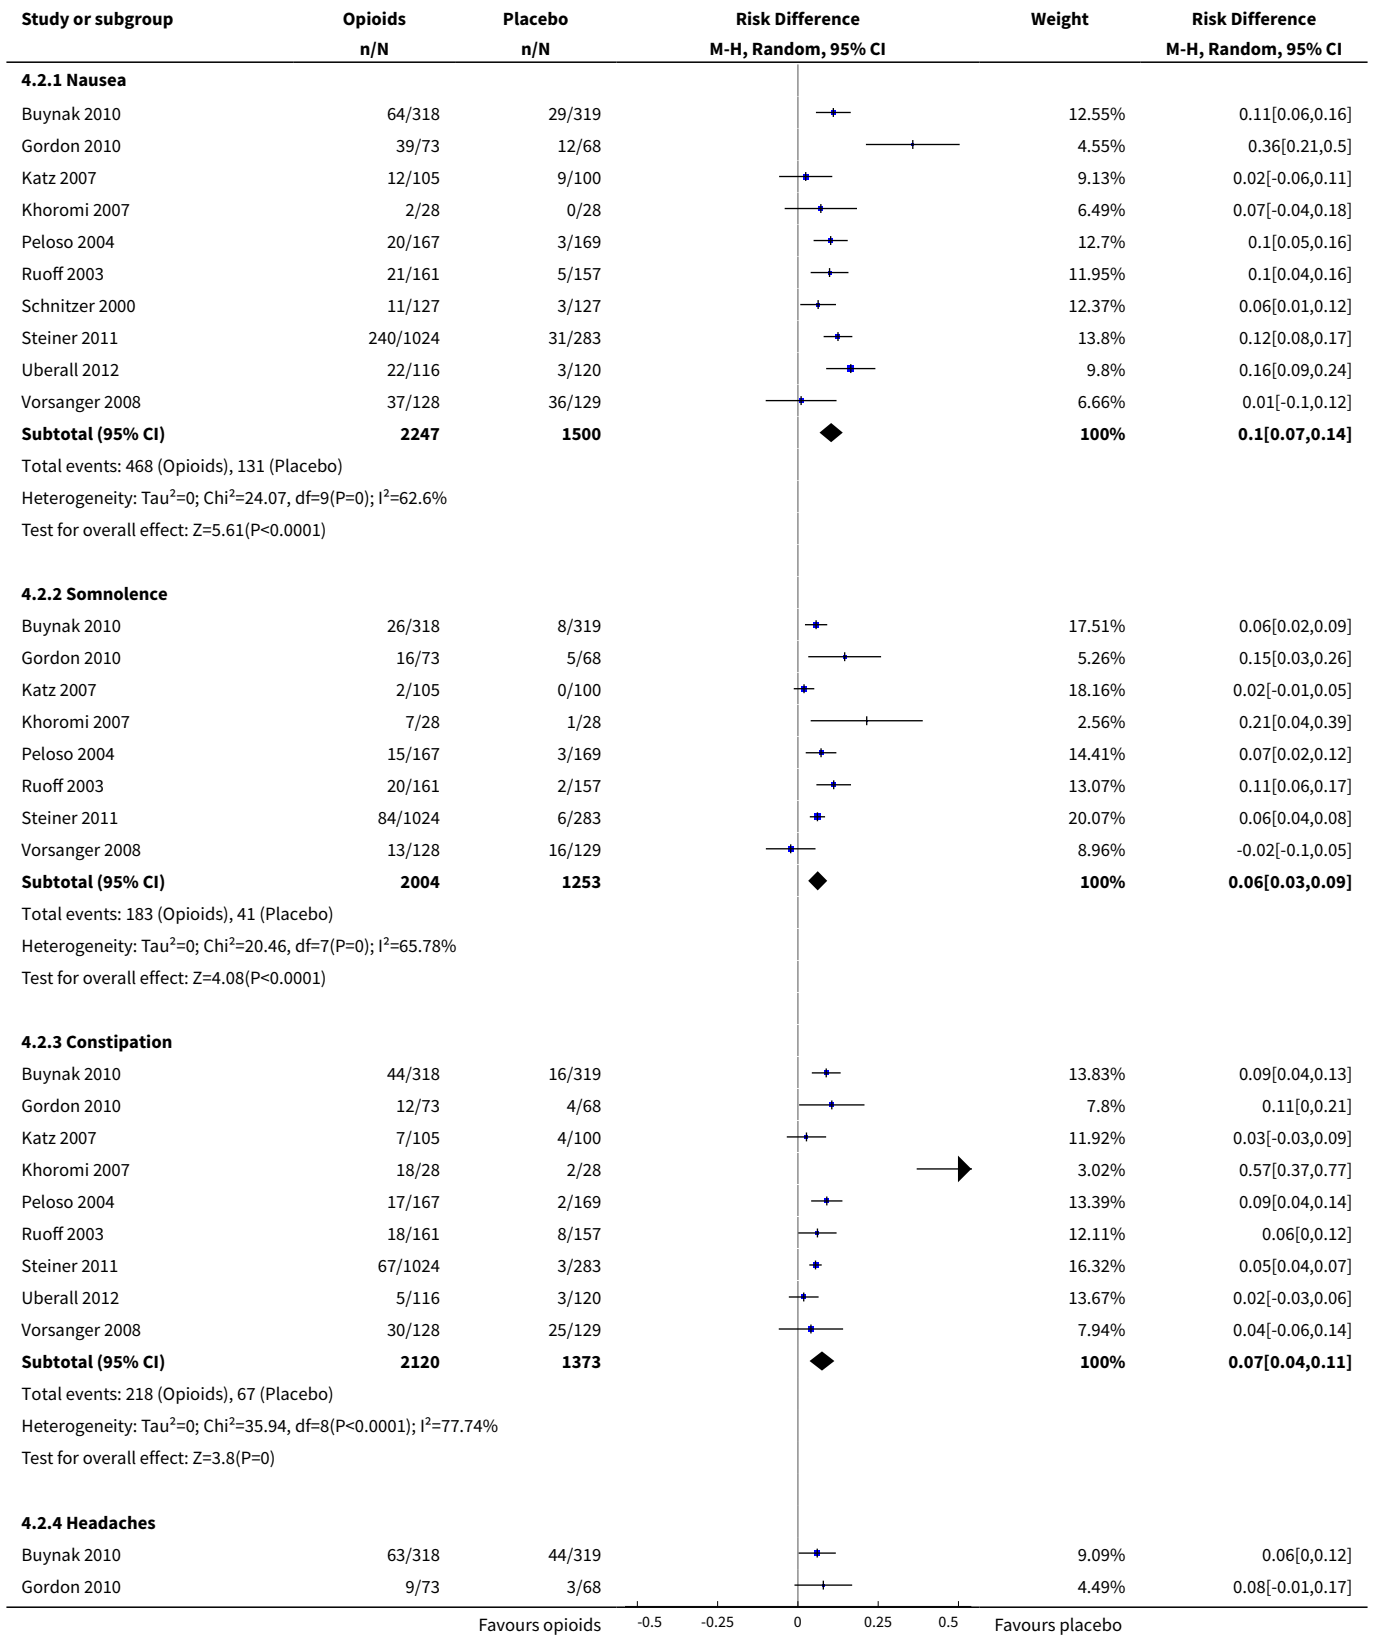 Study or subgroup Opioids Placebo Risk Difference Weight Risk Difference
n/N n/N M-H, Random, 95% CI M-H, Random, 95% CI
4.2.1 Nausea
Buynak 2010 64/318 29/319 12.55% 0.11[0.06,0.16]
Gordon 2010 39/73 12/68 4.55% 0.36[0.21,0.5]
Katz 2007 12/105 9/100 9.13% 0.02[-0.06,0.11]
Khoromi 2007 2/28 0/28 6.49% 0.07[-0.04,0.18]
Peloso 2004 20/167 3/169 12.7% 0.1[0.05,0.16]
Ruoff 2003 21/161 5/157 11.95% 0.1[0.04,0.16]
Schnitzer 2000 11/127 3/127 12.37% 0.06[0.01,0.12]
Steiner 2011 240/1024 31/283 13.8% 0.12[0.08,0.17]
Uberall 2012 22/116 3/120 9.8% 0.16[0.09,0.24]
Vorsanger 2008 37/128 36/129 6.66% 0.01[-0.1,0.12]
Subtotal (95% CI) 2247 1500 100% 0.1[0.07,0.14]
Total events: 468 (Opioids), 131 (Placebo)
Heterogeneity: Tau²=0; Chi²=24.07, df=9(P=0); I²=62.6%
Test for overall effect: Z=5.61(P<0.0001)
4.2.2 Somnolence
Buynak 2010 26/318 8/319 17.51% 0.06[0.02,0.09]
Gordon 2010 16/73 5/68 5.26% 0.15[0.03,0.26]
Katz 2007 2/105 0/100 18.16% 0.02[-0.01,0.05]
Khoromi 2007 7/28 1/28 2.56% 0.21[0.04,0.39]
Peloso 2004 15/167 3/169 14.41% 0.07[0.02,0.12]
Ruoff 2003 20/161 2/157 13.07% 0.11[0.06,0.17]
Steiner 2011 84/1024 6/283 20.07% 0.06[0.04,0.08]
Vorsanger 2008 13/128 16/129 8.96% -0.02[-0.1,0.05]
Subtotal (95% CI) 2004 1253 100% 0.06[0.03,0.09]
Total events: 183 (Opioids), 41 (Placebo)
Heterogeneity: Tau²=0; Chi²=20.46, df=7(P=0); I²=65.78%
Test for overall effect: Z=4.08(P<0.0001)
4.2.3 Constipation
Buynak 2010 44/318 16/319 13.83% 0.09[0.04,0.13]
Gordon 2010 12/73 4/68 7.8% 0.11[0,0.21]
Katz 2007 7/105 4/100 11.92% 0.03[-0.03,0.09]
Khoromi 2007 18/28 2/28 3.02% 0.57[0.37,0.77]
Peloso 2004 17/167 2/169 13.39% 0.09[0.04,0.14]
Ruoff 2003 18/161 8/157 12.11% 0.06[0,0.12]
Steiner 2011 67/1024 3/283 16.32% 0.05[0.04,0.07]
Uberall 2012 5/116 3/120 13.67% 0.02[-0.03,0.06]
Vorsanger 2008 30/128 25/129 7.94% 0.04[-0.06,0.14]
Subtotal (95% CI) 2120 1373 100% 0.07[0.04,0.11]
Total events: 218 (Opioids), 67 (Placebo)
Heterogeneity: Tau²=0; Chi²=35.94, df=8(P<0.0001); I²=77.74%
Test for overall effect: Z=3.8(P=0)
4.2.4 Headaches
Buynak 2010 63/318 44/319 9.09% 0.06[0,0.12]
Gordon 2010 9/73 3/68 4.49% 0.08[-0.01,0.17]
Favours opioids -0.5 -0.25 0 0.25 0.5 Favours placebo